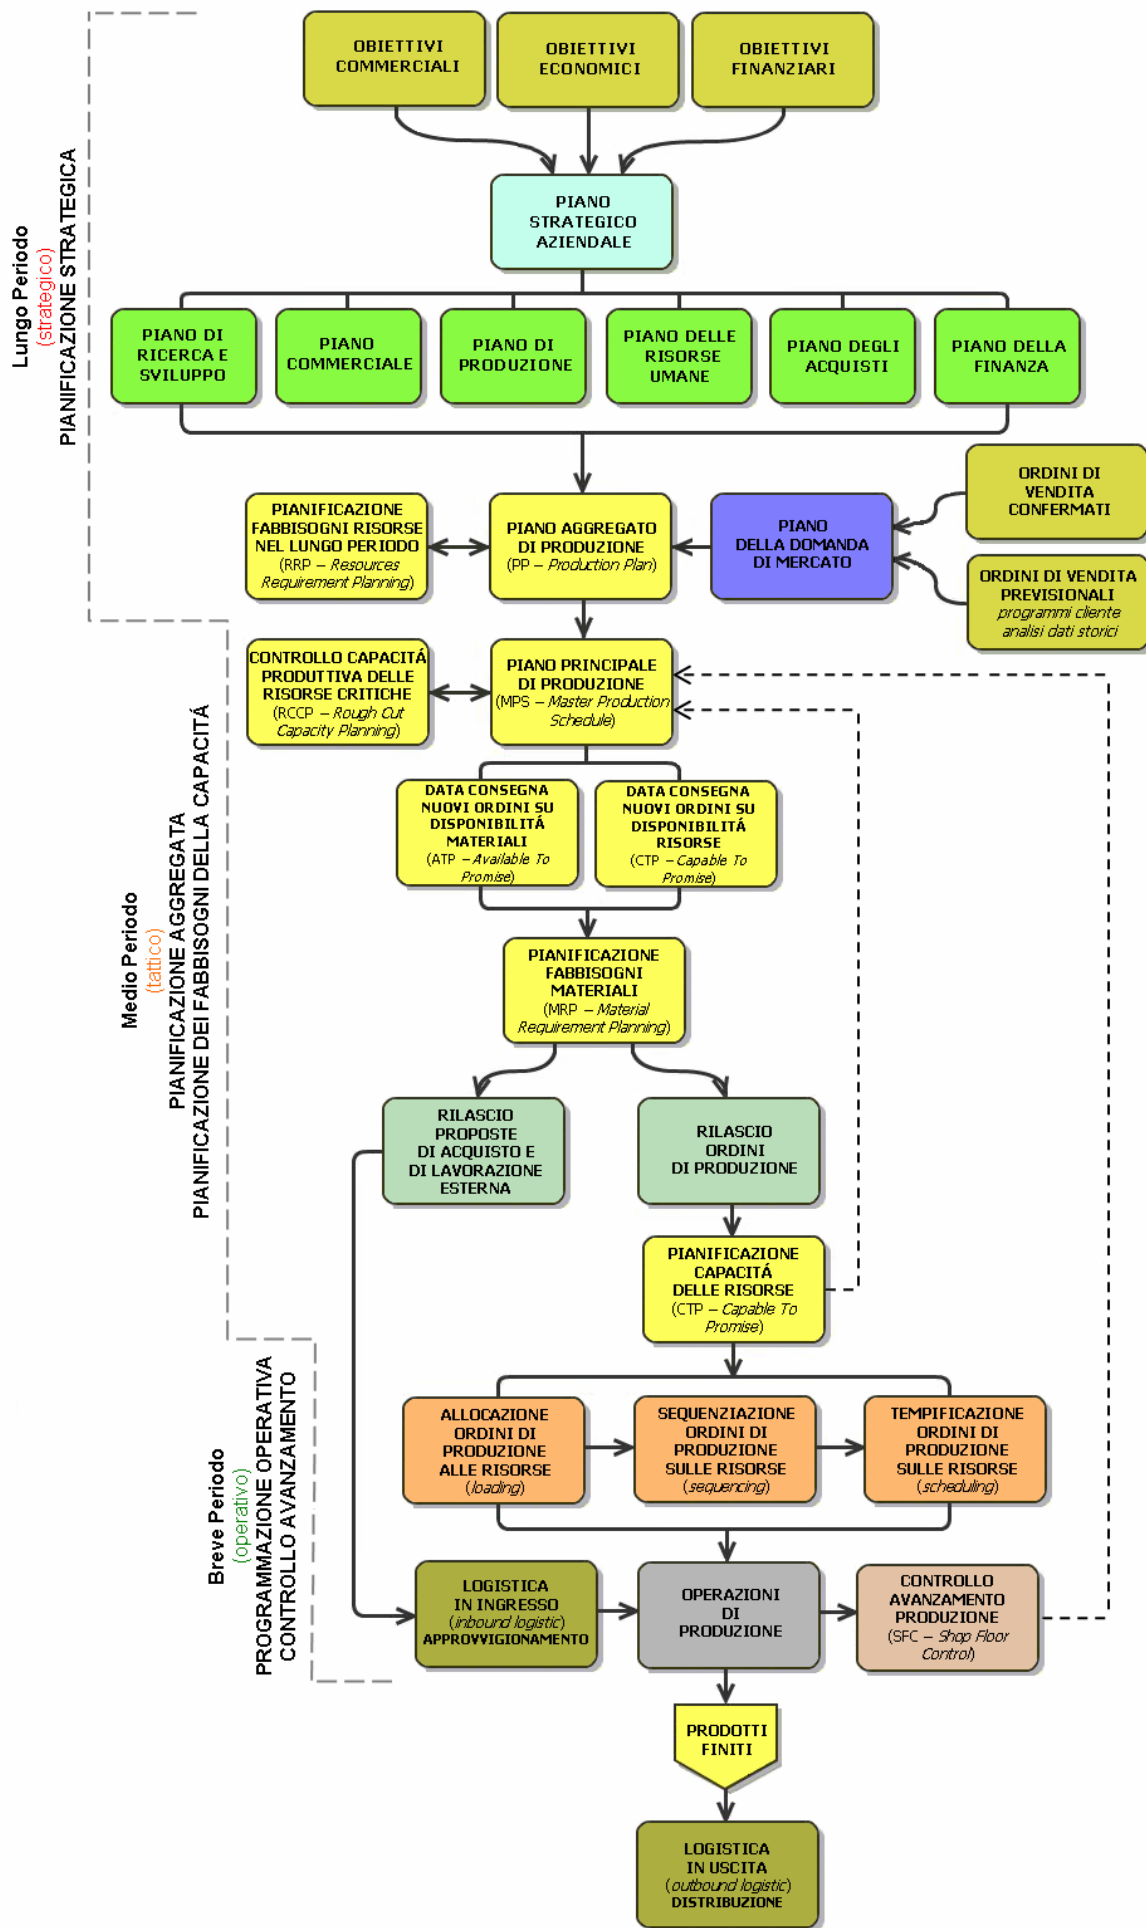 OBIETTIVI
COMMERCIALI
OBIETTIVI
ECONOMICI
OBIETTIVI
FINANZIARI
PIANO
STRATEGICO
AZIENDALE
Lungo Periodo
(strategico)
PIANIFICAZIONE STRATEGICA
PIANO DI
RICERCA E
SVILUPPO
PIANO
COMMERCIALE
PIANO DI
PRODUZIONE
PIANO DELLE
RISORSE
UMANE
PIANO DEGLI
ACQUISTI
PIANO DELLA
FINANZA
PIANIFICAZIONE
FABBISOGNI RISORSE
NEL LUNGO PERIODO
(RRP – Resources
Requirement Planning)
PIANO AGGREGATO
DI PRODUZIONE
(PP – Production Plan)
PIANO
DELLA DOMANDA
DI MERCATO
ORDINI DI
VENDITA
CONFERMATI
ORDINI DI VENDITA
PREVISIONALI
programmi cliente
analisi dati storici
CONTROLLO CAPACITÁ
PRODUTTIVA DELLE
RISORSE CRITICHE
(RCCP – Rough Cut
Capacity Planning)
PIANO PRINCIPALE
DI PRODUZIONE
(MPS – Master Production
Schedule)
DATA CONSEGNA
NUOVI ORDINI SU
DISPONIBILITÁ
MATERIALI
(ATP – Available To
Promise)
DATA CONSEGNA
NUOVI ORDINI SU
DISPONIBILITÁ
RISORSE
(CTP – Capable To
Promise)
Medio Periodo
(tattico)
PIANIFICAZIONE AGGREGATA
PIANIFICAZIONE DEI FABBISOGNI DELLA CAPACITÁ
PIANIFICAZIONE
FABBISOGNI
MATERIALI
(MRP – Material
Requirement Planning)
RILASCIO
PROPOSTE
DI ACQUISTO E
DI LAVORAZIONE
ESTERNA
RILASCIO
ORDINI
DI PRODUZIONE
PIANIFICAZIONE
CAPACITÁ
DELLE RISORSE
(CTP – Capable To
Promise)
Breve Periodo
(operativo)
PROGRAMMAZIONE OPERATIVA
CONTROLLO AVANZAMENTO
ALLOCAZIONE
ORDINI DI
PRODUZIONE
ALLE RISORSE
(loading)
SEQUENZIAZIONE
ORDINI DI
PRODUZIONE
SULLE RISORSE
(sequencing)
TEMPIFICAZIONE
ORDINI DI
PRODUZIONE
SULLE RISORSE
(scheduling)
LOGISTICA
IN INGRESSO
(inbound logistic)
APPROVVIGIONAMENTO
OPERAZIONI
DI
PRODUZIONE
CONTROLLO
AVANZAMENTO
PRODUZIONE
(SFC – Shop Floor
Control)
PRODOTTI
FINITI
LOGISTICA
IN USCITA
(outbound logistic)
DISTRIBUZIONE